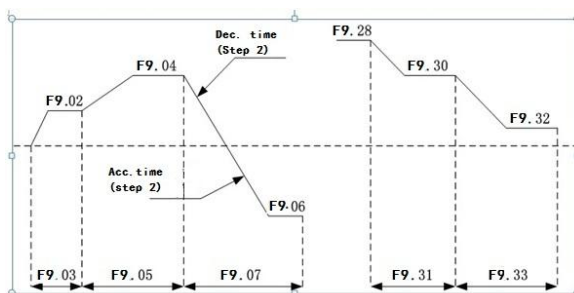 Dec. time
(Step 2)
F9.28
F9.04
F9.30
F9.02
F9.32
Acc.time
(step 2)
F9.06
F9.03
F9.05
F9.07
F9.31
F9.33